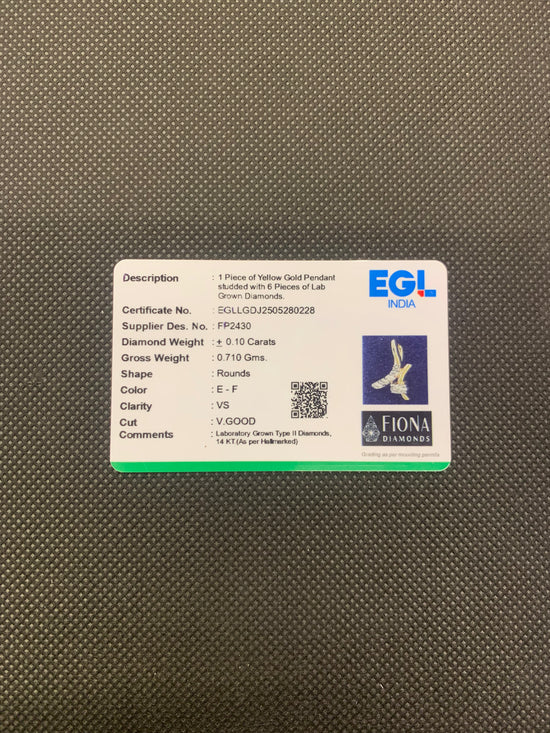 Description : 1 Piece of Yellow Gold Pendant
studded with 6 Pieces of Lab
Grown Diamonds.
Certificate No. : EGLLGDJ2505280228
Supplier Des. No. : FP2430
Diamond Weight : ± 0.10 Carats
Gross Weight : 0.710 Gms.
Shape : Rounds
Color : E - F
Clarity : VS
Cut : V.GOOD
Comments : Laboratory Grown Type II Diamonds,
14 KT.(As per Hallmarked)
EGL
INDIA
FIONA
DIAMONDS
Grading as per mounting permits